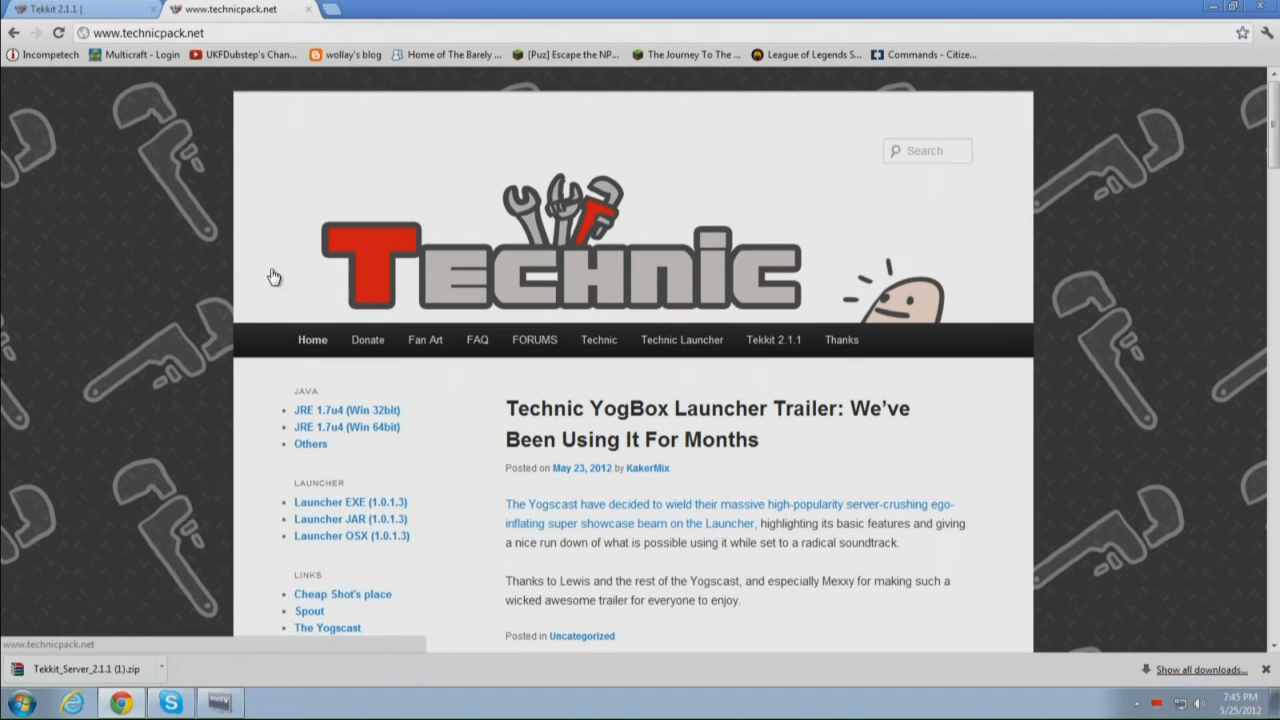 Tekkit 2.1.1 |
www.technicpack.net
www.technicpack.net
Incompetech
Multicraft - Login
UKFDubstep's Chan...
wollay's blog
Home of The Barely ...
[Puz] Escape the NP...
The Journey To The ...
League of Legends S...
Commands - Citize...
Search
TECHNIC
Home
Donate
Fan Art
FAQ
FORUMS
Technic
Technic Launcher
Tekkit 2.1.1
Thanks
JAVA
JRE 1.7u4 (Win 32bit)
JRE 1.7u4 (Win 64bit)
Others
LAUNCHER
Launcher EXE (1.0.1.3)
Launcher JAR (1.0.1.3)
Launcher OSX (1.0.1.3)
LINKS
Cheap Shot's place
Spout
The Yogscast
Technic YogBox Launcher Trailer: We've
Been Using It For Months
Posted on May 23, 2012 by KakerMix
The Yogscast have decided to wield their massive high-popularity server-crushing ego-
inflating super showcase beam on the Launcher, highlighting its basic features and giving
a nice run down of what is possible using it while set to a radical soundtrack.
Thanks to Lewis and the rest of the Yogscast, and especially Mexxy for making such a
wicked awesome trailer for everyone to enjoy.
Posted in Uncategorized
www.technicpack.net
Tekkit_Server_2.1.1 (1).zip
Show all downloads...
7:45 PM
5/25/2012